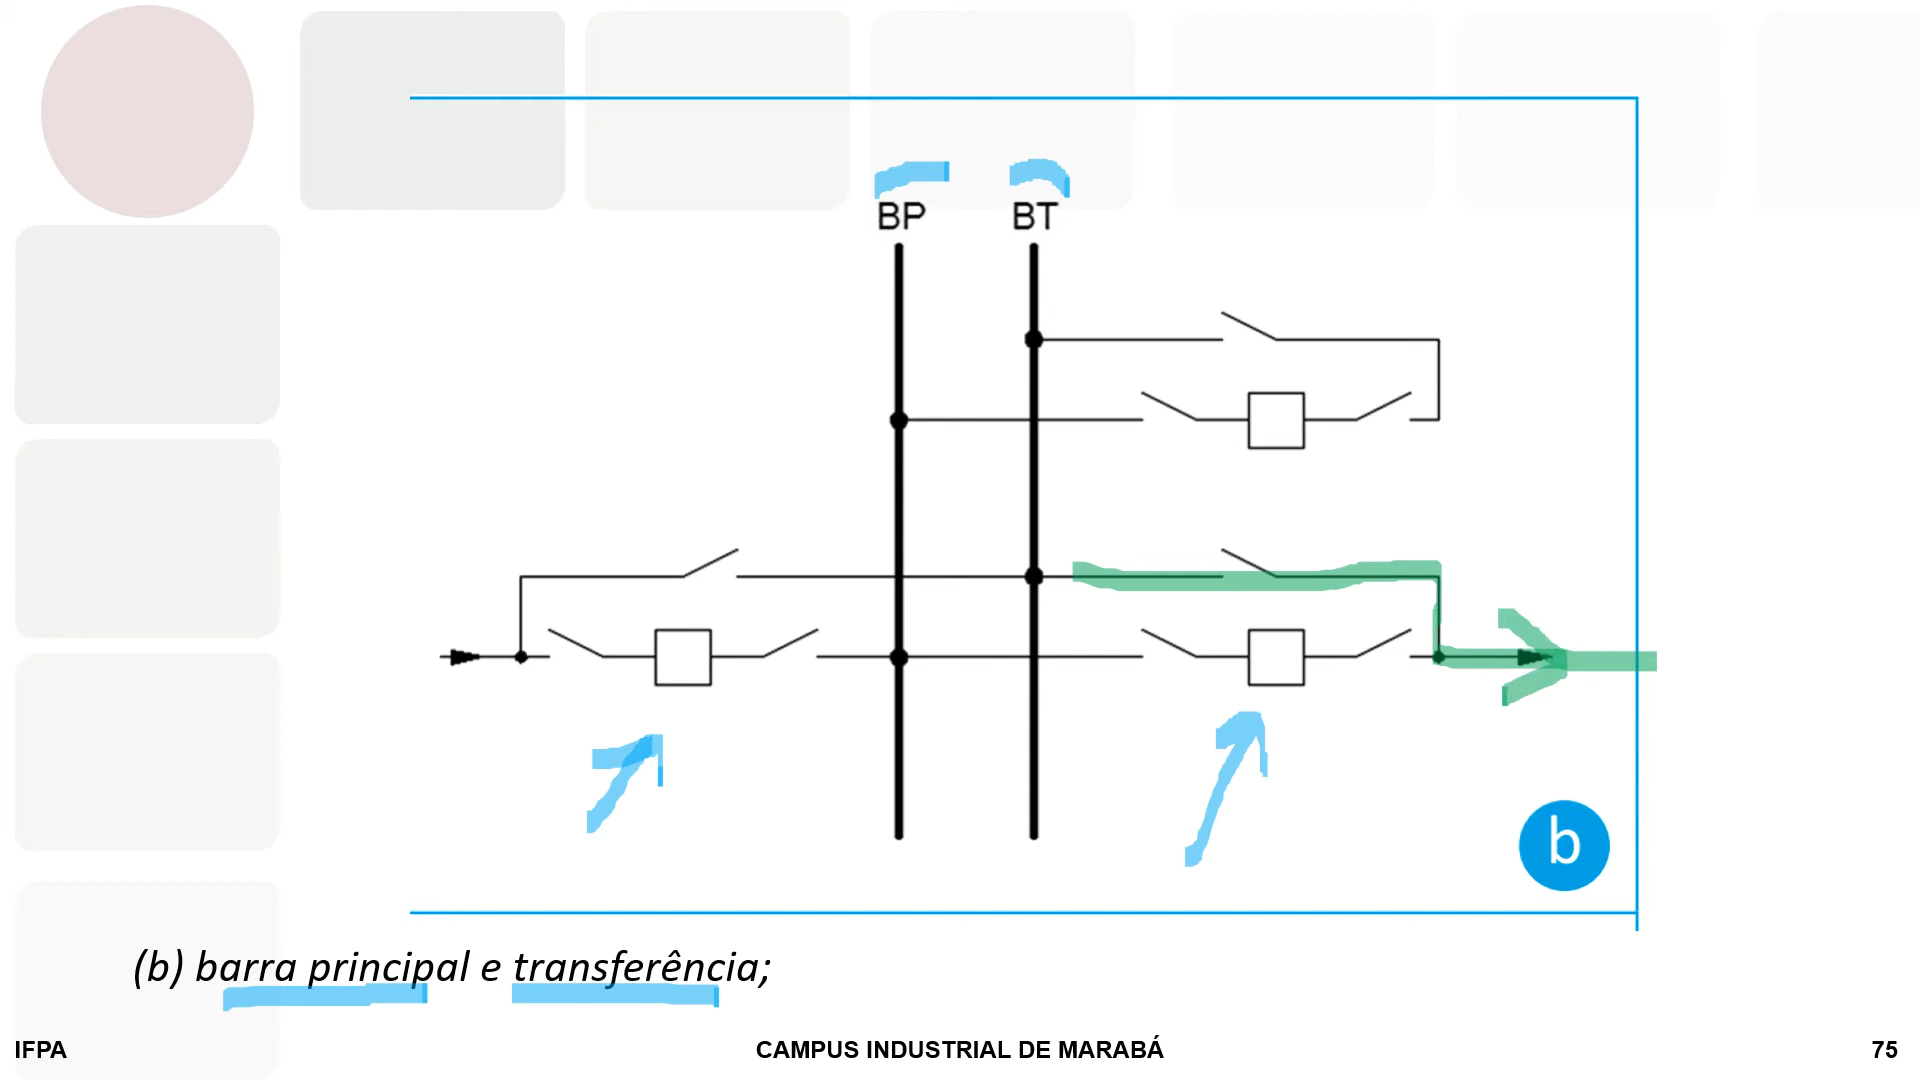 BP BT
b
(b) barra principal e transferência;
IFPA CAMPUS INDUSTRIAL DE MARABÁ 75